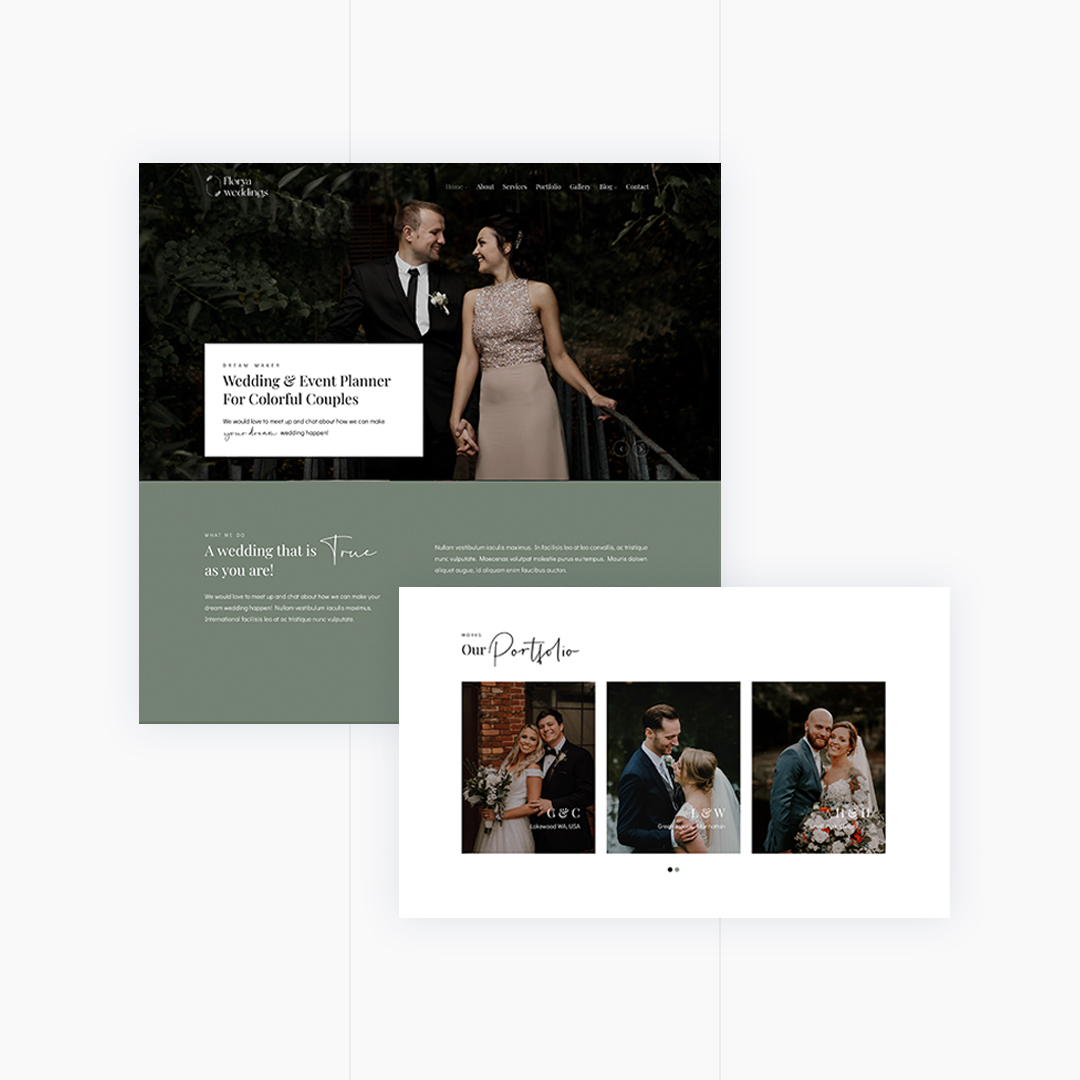 Florya
weddings
Home About Services Portfolio Gallery Blog Contact
DREAM MAKER
Wedding & Event Planner
For Colorful Couples
We would love to meet up and chat about how we can make
your dream wedding happen!
WHAT WE DO
A wedding that is True
as you are!
We would love to meet up and chat about how we can make your
dream wedding happen! Nullam vestibulum iaculis maximus.
International facilisis leo at ac tristique nunc vulputate.
Nullam vestibulum iaculis maximus. In facilisis leo at leo convallis, ac tristique
nunc vulputate. Maecenas volutpat molestie purus eu tempus. Mauris dateen
aliquet augue, id aliquam enim faucibus auctor.
WORKS
Our Portfolio
G & C
Lakewood WA, USA
L & W
Manhattan
H & H